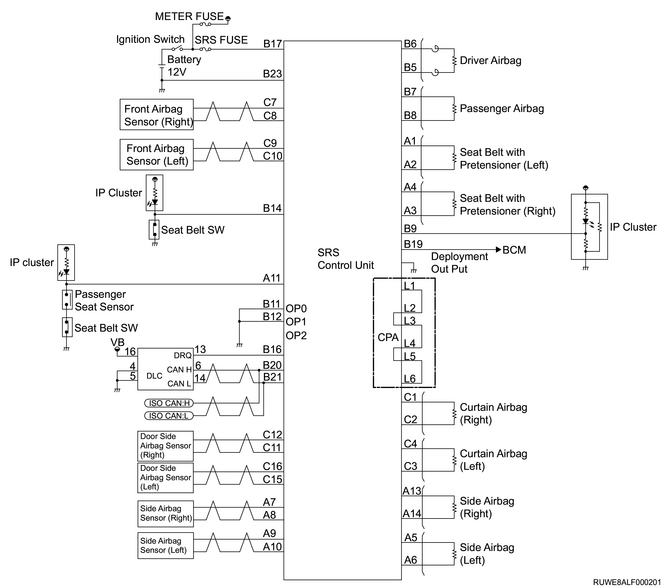 METER FUSE
Ignition Switch
SRS FUSE
B17
Battery
12V
B23
Front Airbag
Sensor (Right)
C7
C8
Front Airbag
Sensor (Left)
C9
C10
IP Cluster
B14
Seat Belt SW
IP cluster
A11
Passenger
Seat Sensor
Seat Belt SW
B11
OP0
B12
OP1
OP2
VB
16
DRQ
13
B16
4
CAN H
6
B20
5
DLC
CAN L
14
B21
ISO CAN:H
ISO CAN:L
Door Side
Airbag Sensor
(Right)
C12
C11
Door Side
Airbag Sensor
(Left)
C16
C15
Side Airbag
Sensor (Right)
A7
A8
Side Airbag
Sensor (Left)
A9
A10
SRS
Control Unit
B6
B5
Driver Airbag
B7
B8
Passenger Airbag
A1
A2
Seat Belt with
Pretensioner (Left)
A4
A3
Seat Belt with
Pretensioner (Right)
B9
IP Cluster
B19
BCM
Deployment
Out Put
L1
L2
L3
CPA
L4
L5
L6
C1
C2
Curtain Airbag
(Right)
C4
C3
Curtain Airbag
(Left)
A13
A14
Side Airbag
(Right)
A5
A6
Side Airbag
(Left)
RUWE8ALF000201